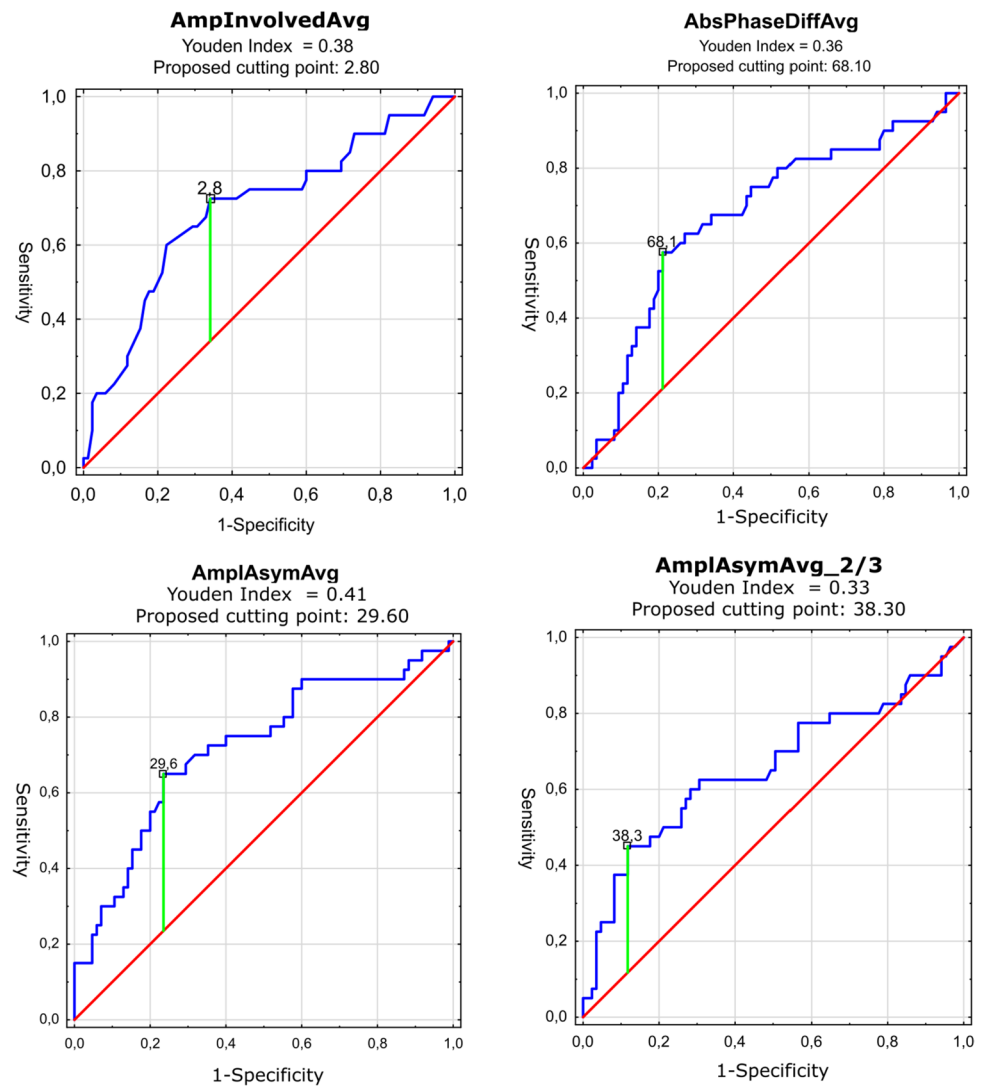 AmpInvolvedAvg
Youden Index = 0.38
Proposed cutting point: 2.80
1,0
0,8
0,6
0,4
0,2
0,0
Sensitivity
2,8
0,0 0,2 0,4 0,6 0,8 1,0
1-Specificity
AbsPhaseDiffAvg
Youden Index = 0.36
Proposed cutting point: 68.10
1,0
0,8
0,6
0,4
0,2
0,0
Sensitivity
68,1
0,0 0,2 0,4 0,6 0,8 1,0
1-Specificity
AmplAsymAvg
Youden Index = 0.41
Proposed cutting point: 29.60
1,0
0,8
0,6
0,4
0,2
0,0
Sensitivity
29,6
0,0 0,2 0,4 0,6 0,8 1,0
1-Specificity
AmplAsymAvg_2/3
Youden Index = 0.33
Proposed cutting point: 38.30
1,0
0,8
0,6
0,4
0,2
0,0
Sensitivity
38,3
0,0 0,2 0,4 0,6 0,8 1,0
1-Specificity